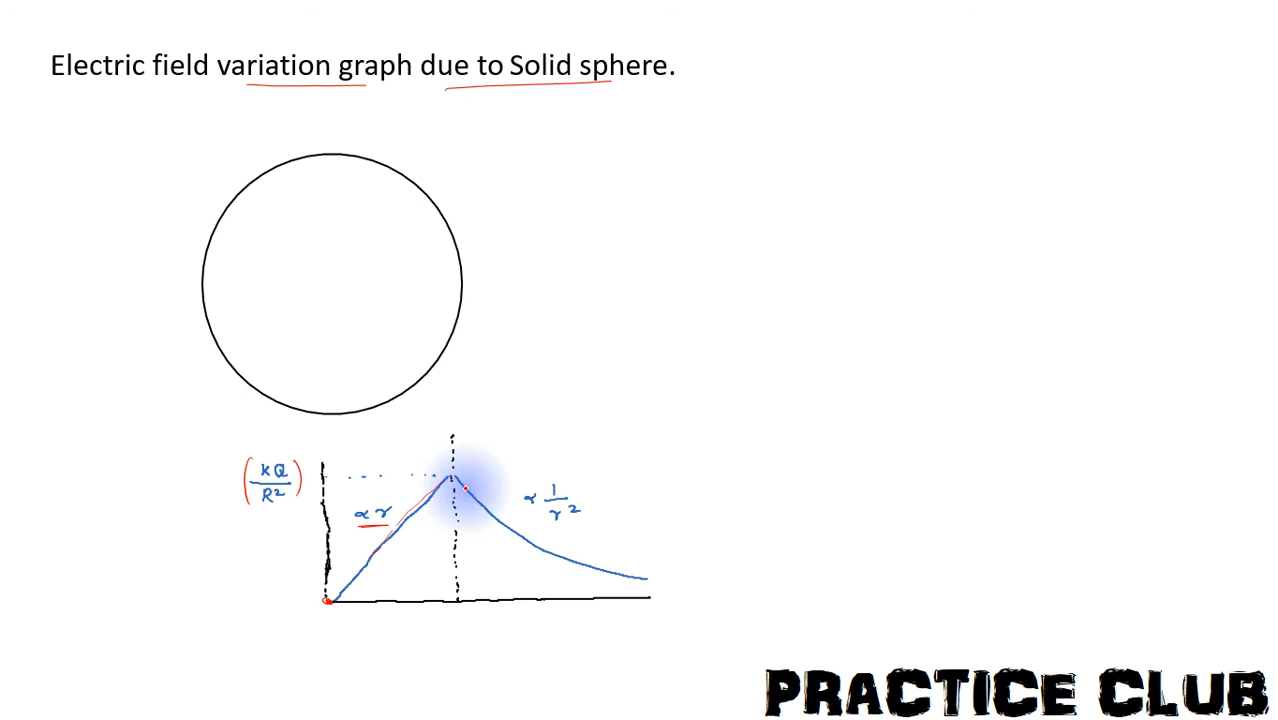 Electric field variation graph due to Solid sphere.
(kQ/R²)
∝ r
∝ 1/r²
PRACTICE CLUB